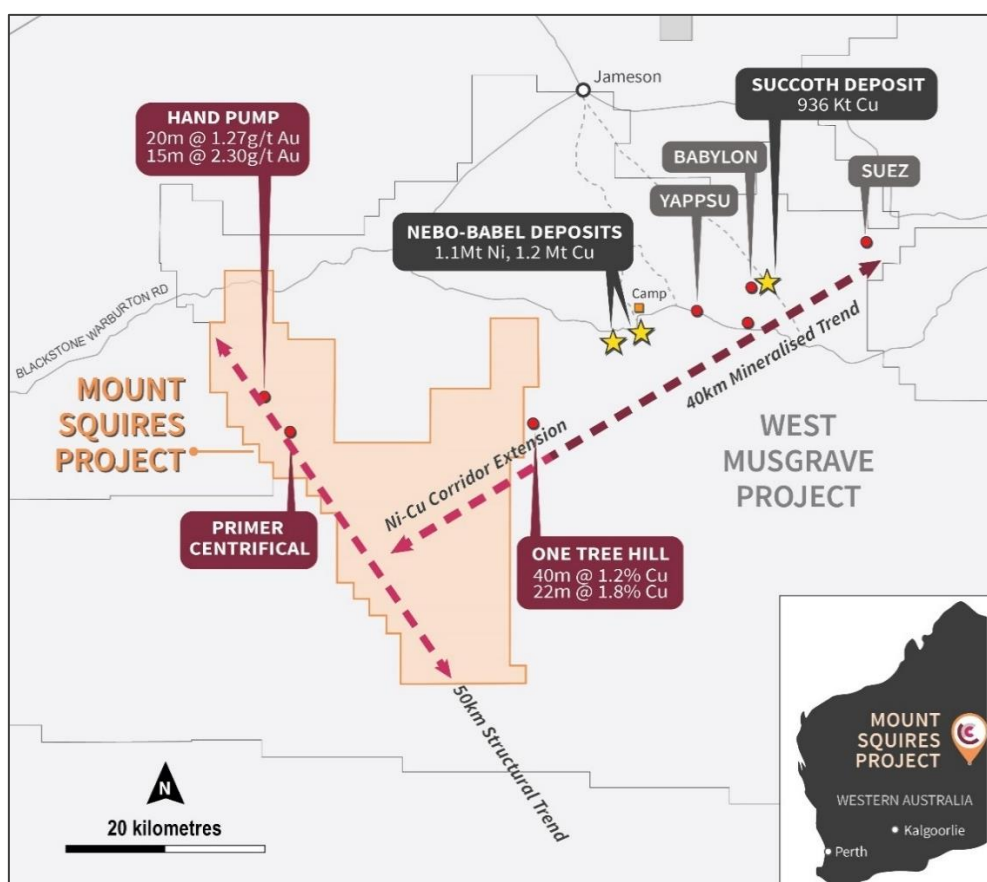 Jameson
SUCCOTH DEPOSIT
936 Kt Cu
HAND PUMP
20m @ 1.27g/t Au
15m @ 2.30g/t Au
BABYLON
SUEZ
YAPPSU
NEBO-BABEL DEPOSITS
1.1Mt Ni, 1.2 Mt Cu
Camp
BLACKSTONE WARBURTON RD
40km Mineralised Trend
MOUNT
SQUIRES
PROJECT
WEST
MUSGRAVE
PROJECT
Ni-Cu Corridor Extension
PRIMER
CENTRIFICAL
ONE TREE HILL
40m @ 1.2% Cu
22m @ 1.8% Cu
50km Structural Trend
N
20 kilometres
MOUNT
SQUIRES
PROJECT
WESTERN AUSTRALIA
Kalgoorlie
Perth